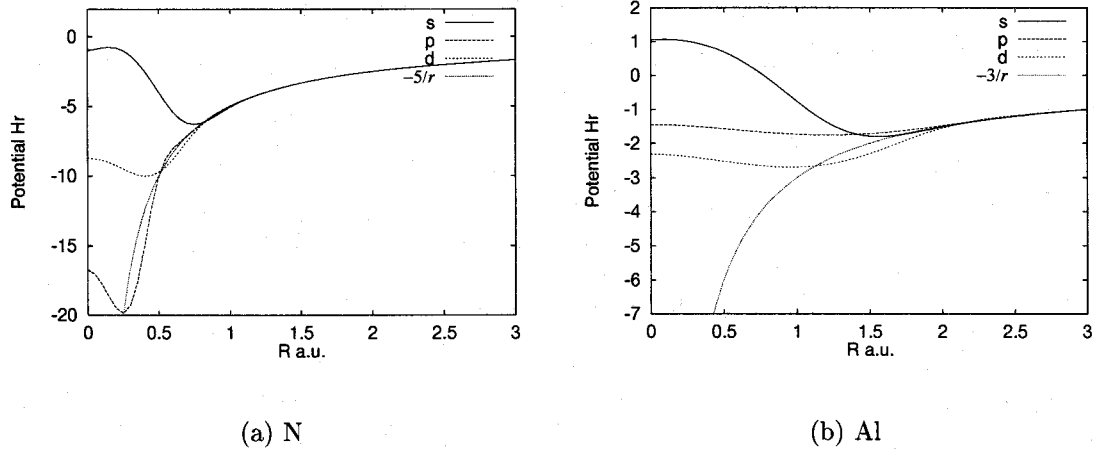 s
p
d
−5/r
0
-5
-10
-15
-20
Potential Hr
0 0.5 1 1.5 2 2.5 3
R a.u.
(a) N
s
p
d
−3/r
2
1
0
-1
-2
-3
-4
-5
-6
-7
Potential Hr
0 0.5 1 1.5 2 2.5 3
R a.u.
(b) Al